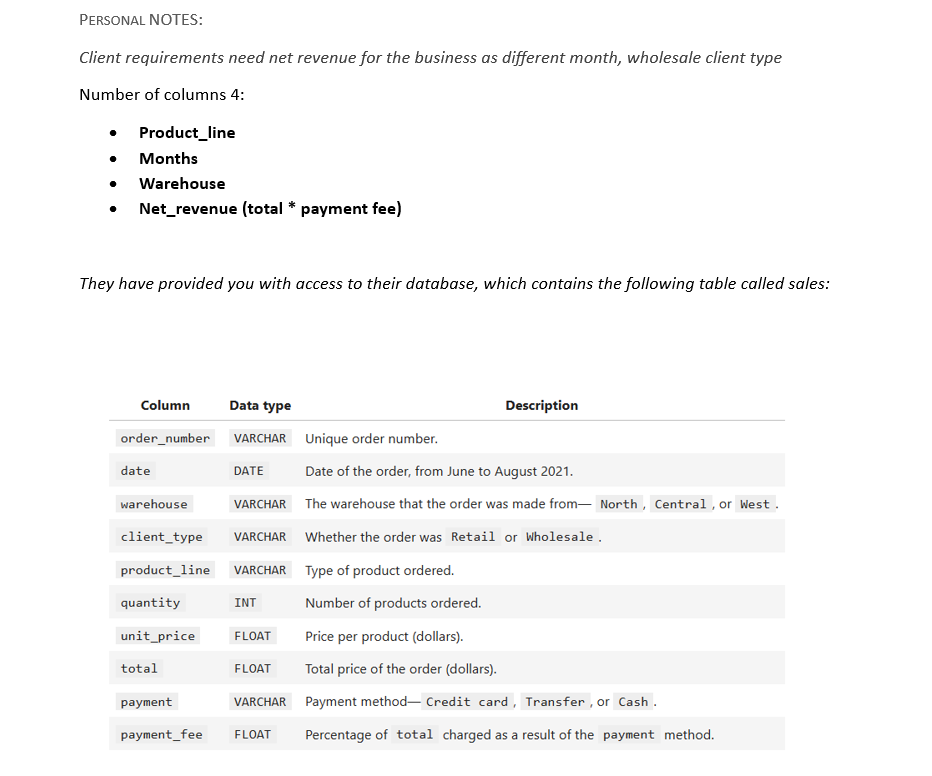 PERSONAL NOTES:
Client requirements need net revenue for the business as different month, wholesale client type
Number of columns 4:
• Product_line
• Months
• Warehouse
• Net_revenue (total * payment fee)
They have provided you with access to their database, which contains the following table called sales:
Column Data type Description
order_number VARCHAR Unique order number.
date DATE Date of the order, from June to August 2021.
warehouse VARCHAR The warehouse that the order was made from— North , Central , or West .
client_type VARCHAR Whether the order was Retail or Wholesale .
product_line VARCHAR Type of product ordered.
quantity INT Number of products ordered.
unit_price FLOAT Price per product (dollars).
total FLOAT Total price of the order (dollars).
payment VARCHAR Payment method— Credit card , Transfer , or Cash .
payment_fee FLOAT Percentage of total charged as a result of the payment method.